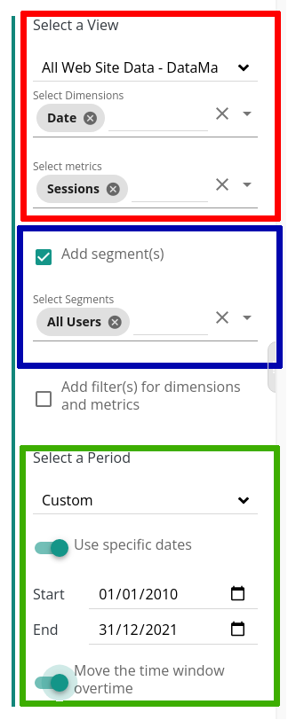 Select a View
All Web Site Data - DataMa
Select Dimensions
Date
Select metrics
Sessions
Add segment(s)
Select Segments
All Users
Add filter(s) for dimensions
and metrics
Select a Period
Custom
Use specific dates
Start 01/01/2010
End 31/12/2021
Move the time window
overtime